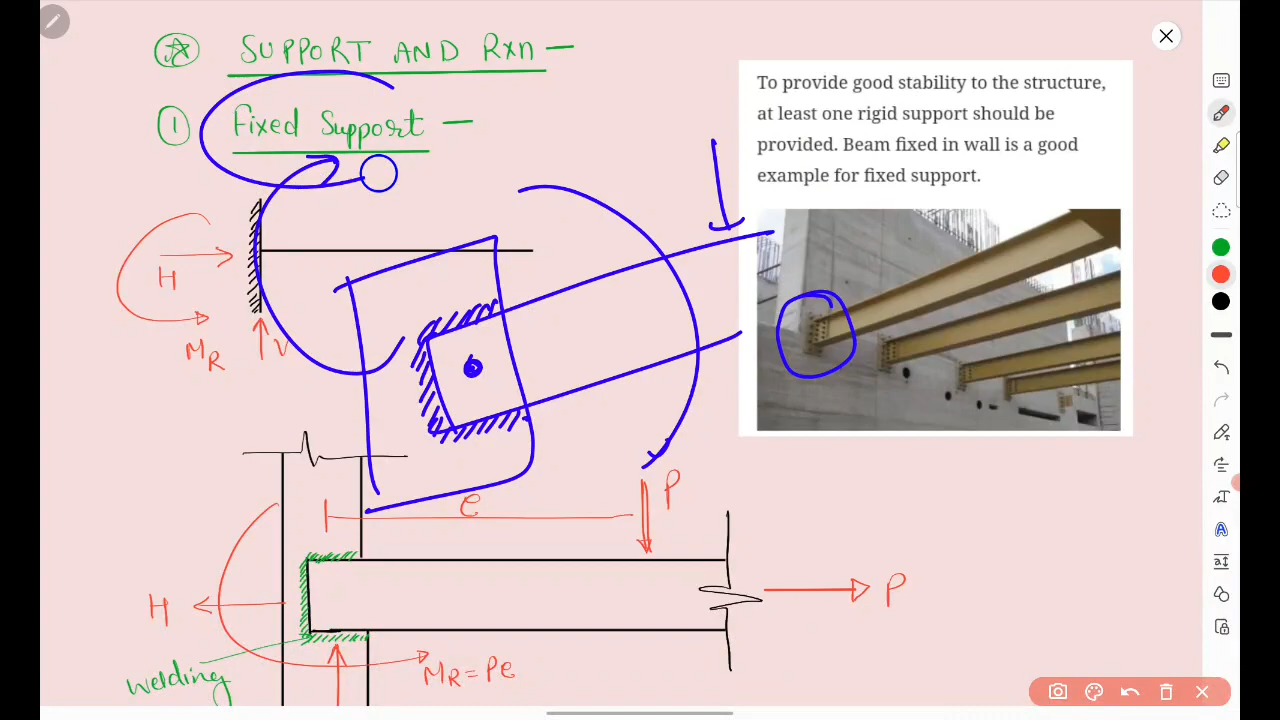 SUPPORT AND Rxn —
1 Fixed Support —
To provide good stability to the structure,
at least one rigid support should be
provided. Beam fixed in wall is a good
example for fixed support.
H
MR
V
P
e
H
P
MR = Pe
welding